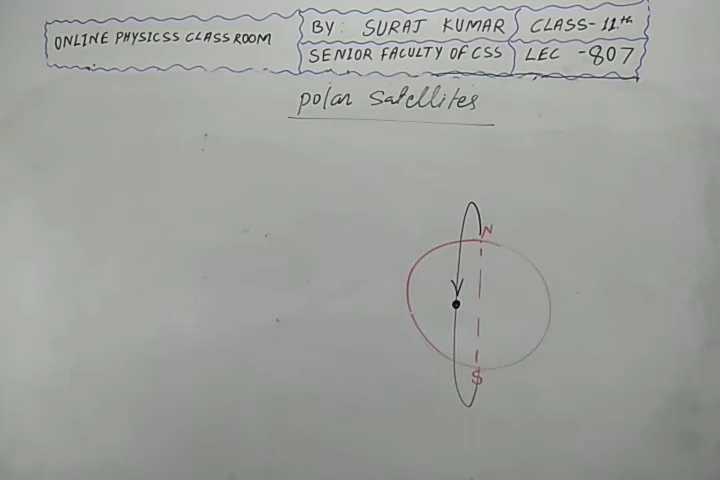 ONLINE PHYSICSS CLASS ROOM
BY: SURAJ KUMAR
CLASS-11th
SENIOR FACULTY OF CSS
LEC -807
polar satellites
N
S